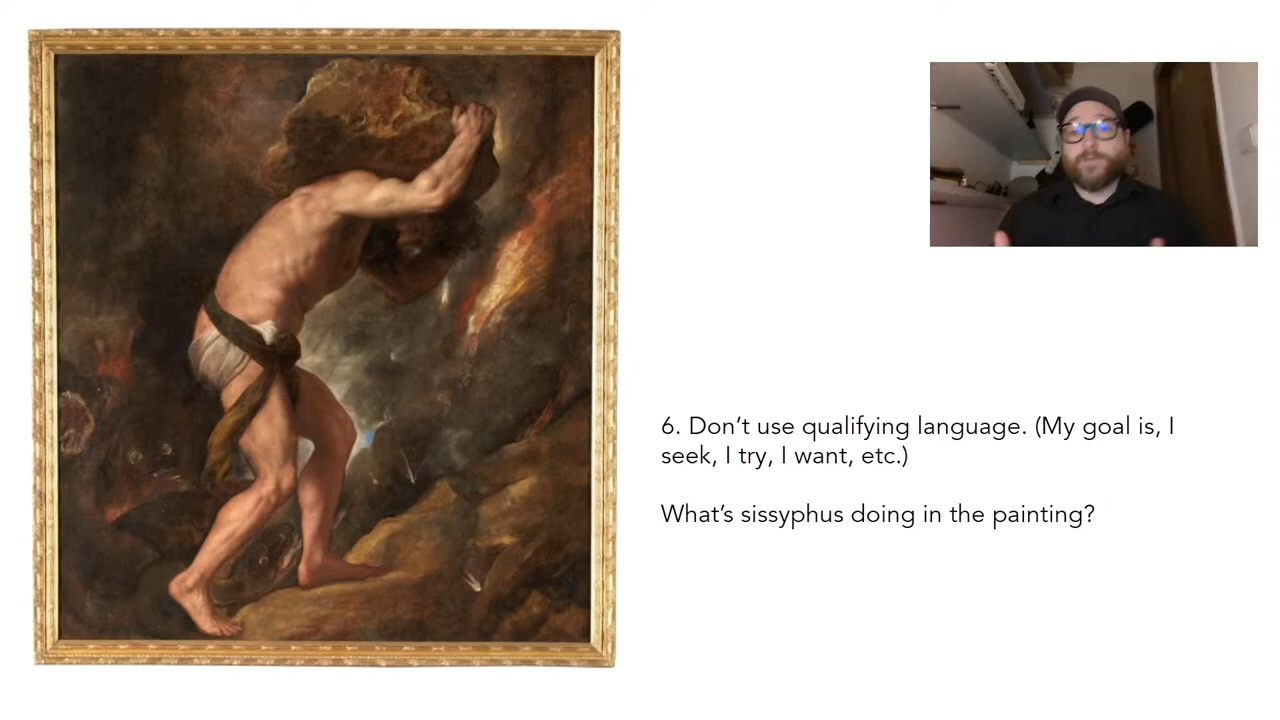 6. Don’t use qualifying language. (My goal is, I
seek, I try, I want, etc.)
What’s sissyphus doing in the painting?